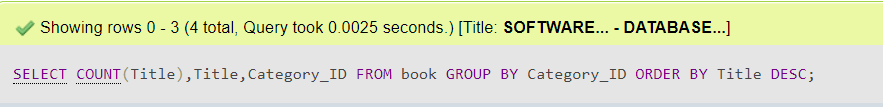 Showing rows 0 - 3 (4 total, Query took 0.0025 seconds.) [Title: SOFTWARE... - DATABASE...]
SELECT COUNT(Title),Title,Category_ID FROM book GROUP BY Category_ID ORDER BY Title DESC;